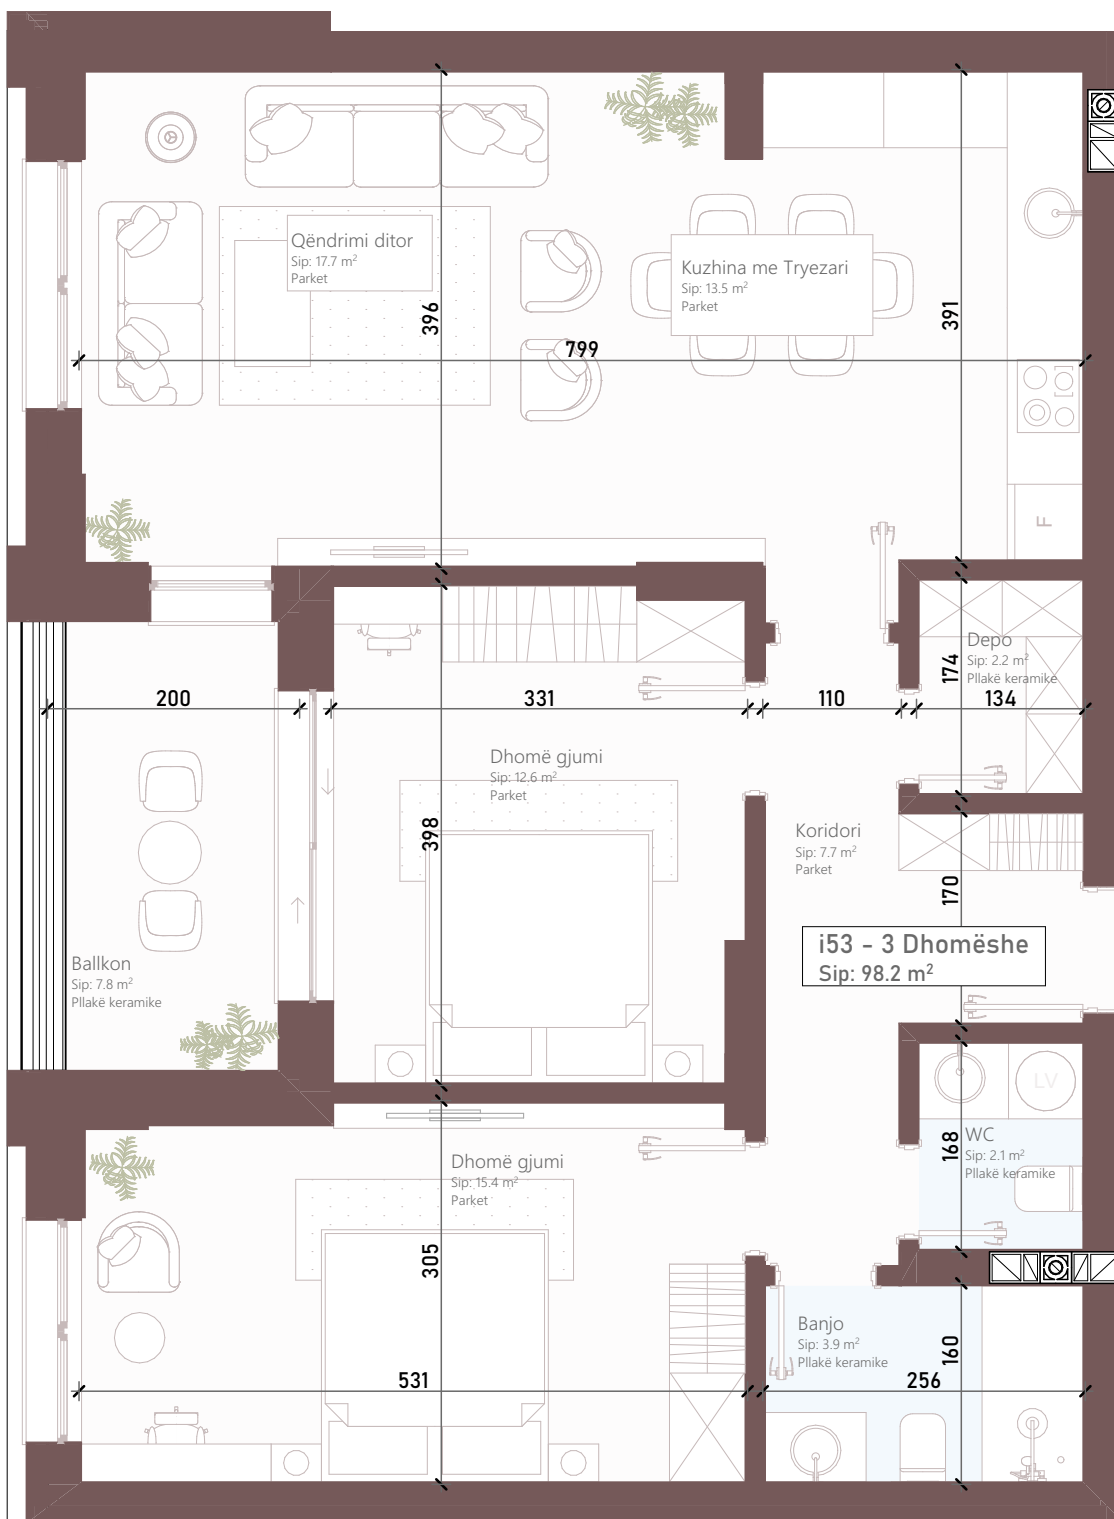 Qëndrimi ditor
Sip: 17.7 m²
Parket
Kuzhina me Tryezari
Sip: 13.5 m²
Parket
396
391
799
F
Depo
Sip: 2.2 m²
Pllakë keramike
174
200
331
110
134
Dhomë gjumi
Sip: 12.6 m²
Parket
398
Koridori
Sip: 7.7 m²
Parket
170
i53 - 3 Dhomëshe
Sip: 98.2 m²
Ballkon
Sip: 7.8 m²
Pllakë keramike
LV
WC
Sip: 2.1 m²
Pllakë keramike
168
Dhomë gjumi
Sip: 15.4 m²
Parket
305
Banjo
Sip: 3.9 m²
Pllakë keramike
160
531
256